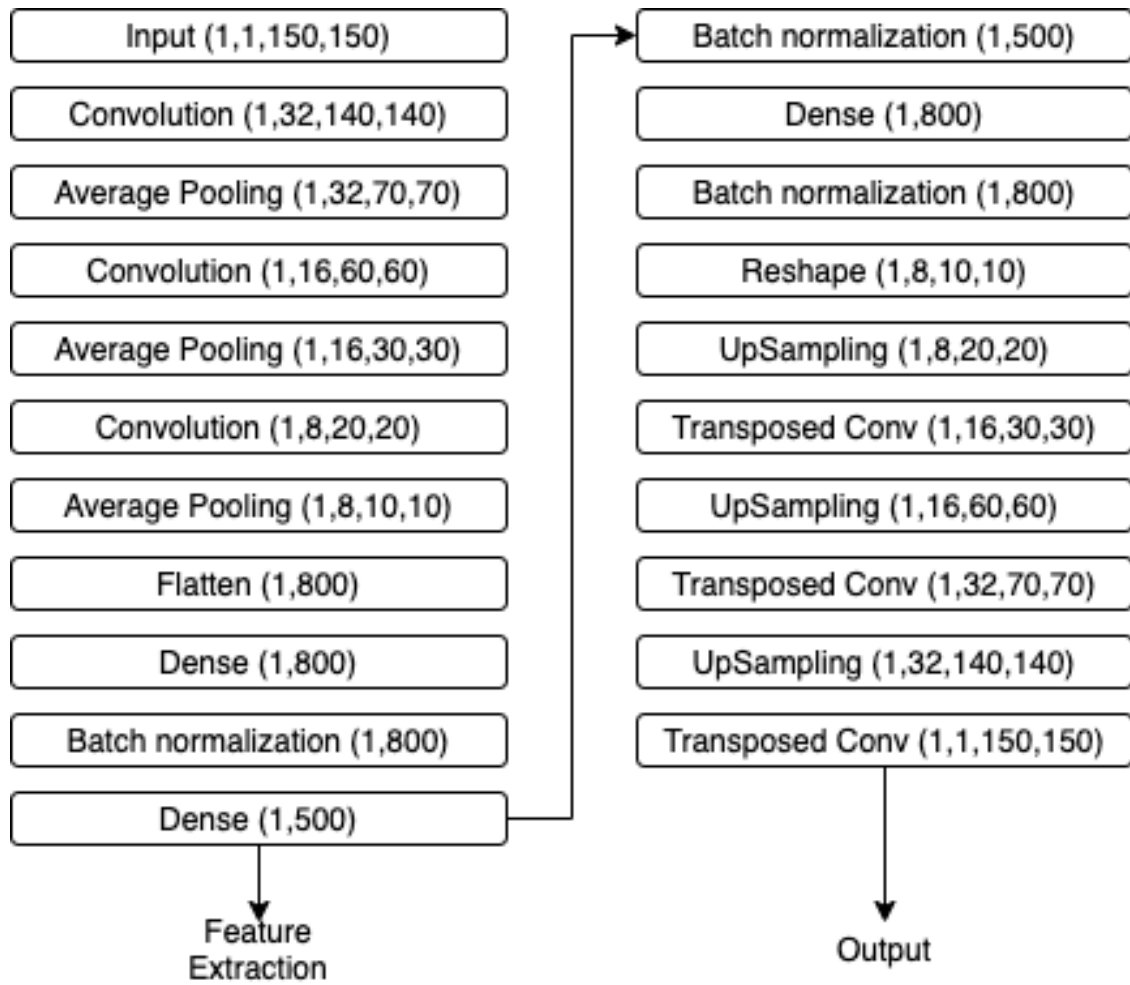 Input (1,1,150,150)
Convolution (1,32,140,140)
Average Pooling (1,32,70,70)
Convolution (1,16,60,60)
Average Pooling (1,16,30,30)
Convolution (1,8,20,20)
Average Pooling (1,8,10,10)
Flatten (1,800)
Dense (1,800)
Batch normalization (1,800)
Dense (1,500)
Feature
Extraction
Batch normalization (1,500)
Dense (1,800)
Batch normalization (1,800)
Reshape (1,8,10,10)
UpSampling (1,8,20,20)
Transposed Conv (1,16,30,30)
UpSampling (1,16,60,60)
Transposed Conv (1,32,70,70)
UpSampling (1,32,140,140)
Transposed Conv (1,1,150,150)
Output